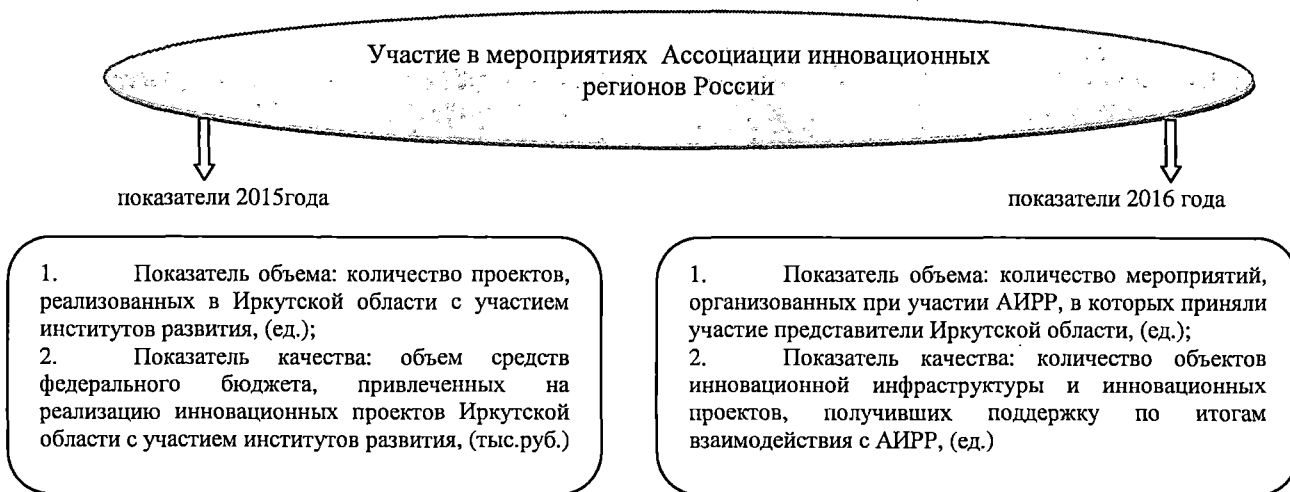 Участие в мероприятиях Ассоциации инновационных
регионов России
показатели 2015года
показатели 2016 года
1. Показатель объема: количество проектов,
реализованных в Иркутской области с участием
институтов развития, (ед.);
2. Показатель качества: объем средств
федерального бюджета, привлеченных на
реализацию инновационных проектов Иркутской
области с участием институтов развития, (тыс.руб.)
1. Показатель объема: количество мероприятий,
организованных при участии АИРР, в которых приняли
участие представители Иркутской области, (ед.);
2. Показатель качества: количество объектов
инновационной инфраструктуры и инновационных
проектов, получивших поддержку по итогам
взаимодействия с АИРР, (ед.)